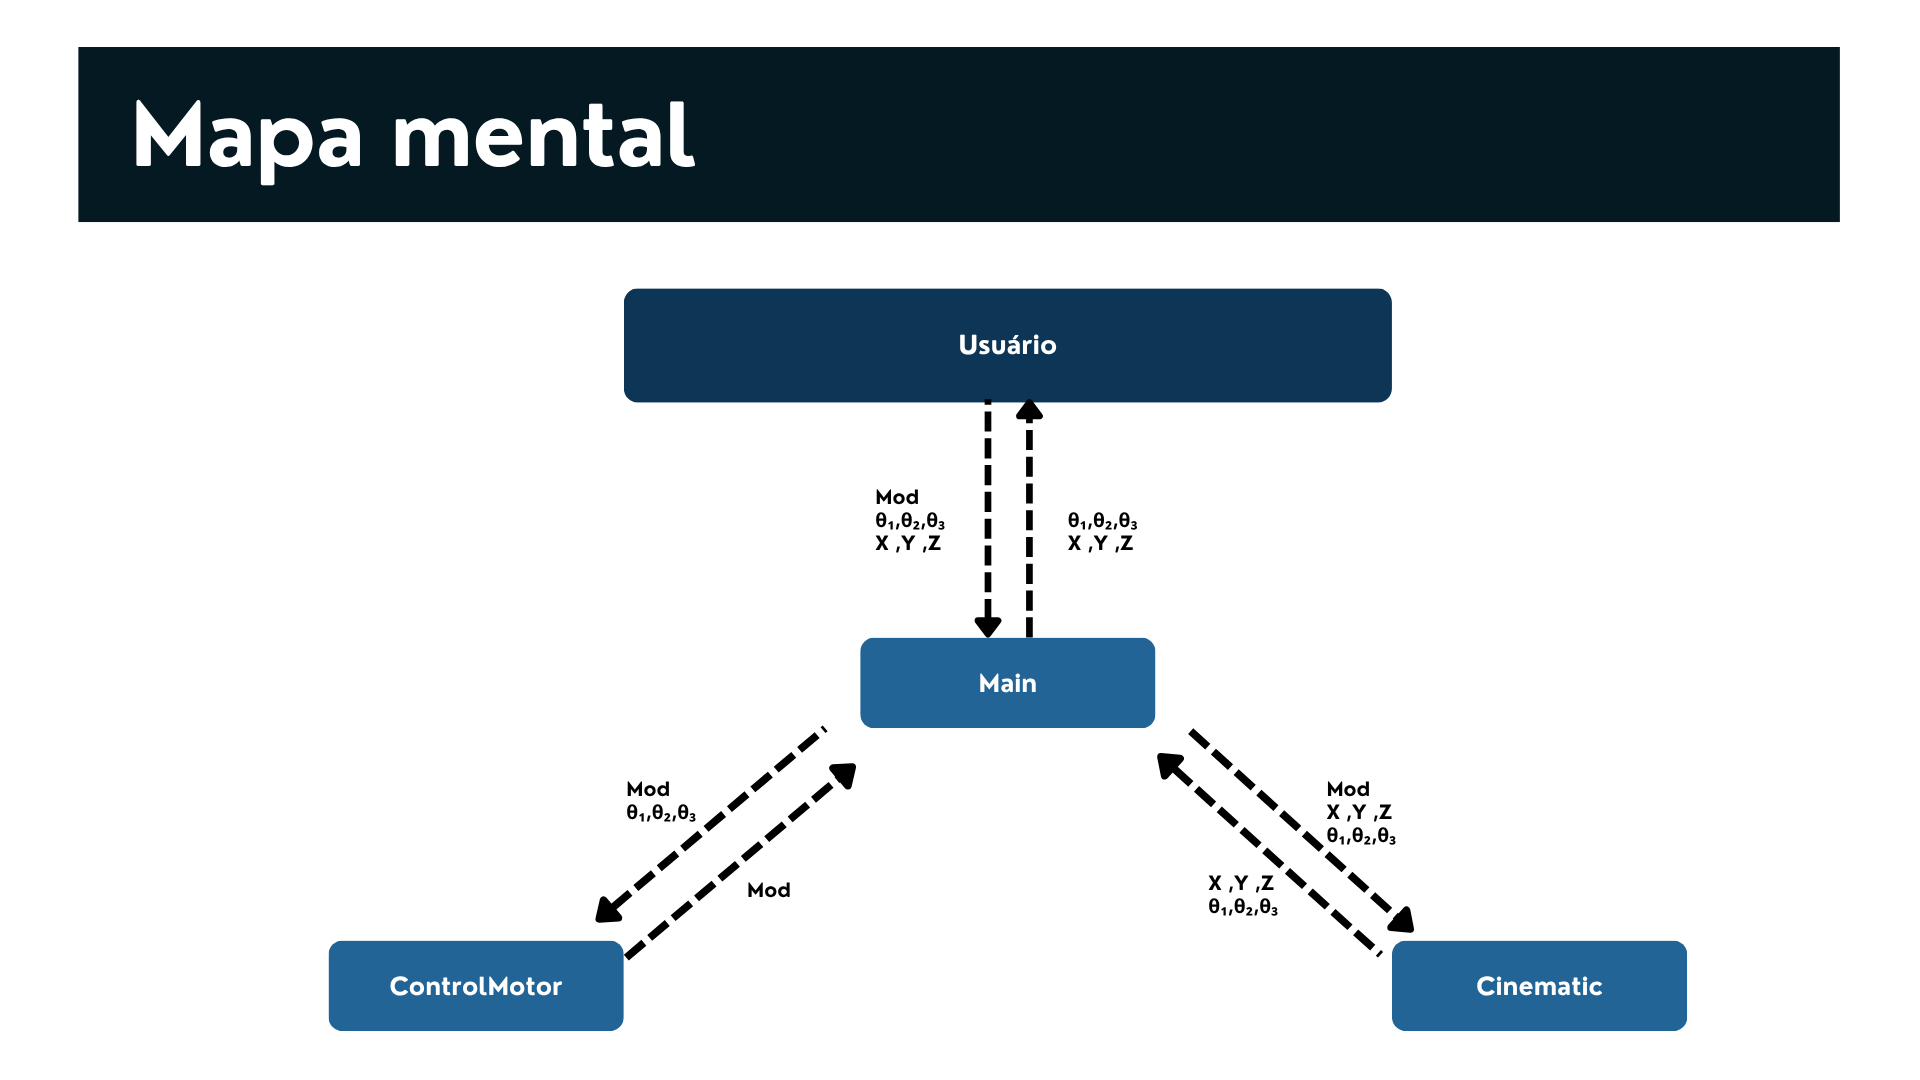 Mapa mental
Usuário
Mod
θ₁,θ₂,θ₃
X ,Y ,Z
θ₁,θ₂,θ₃
X ,Y ,Z
Main
Mod
θ₁,θ₂,θ₃
Mod
Mod
X ,Y ,Z
θ₁,θ₂,θ₃
X ,Y ,Z
θ₁,θ₂,θ₃
ControlMotor
Cinematic